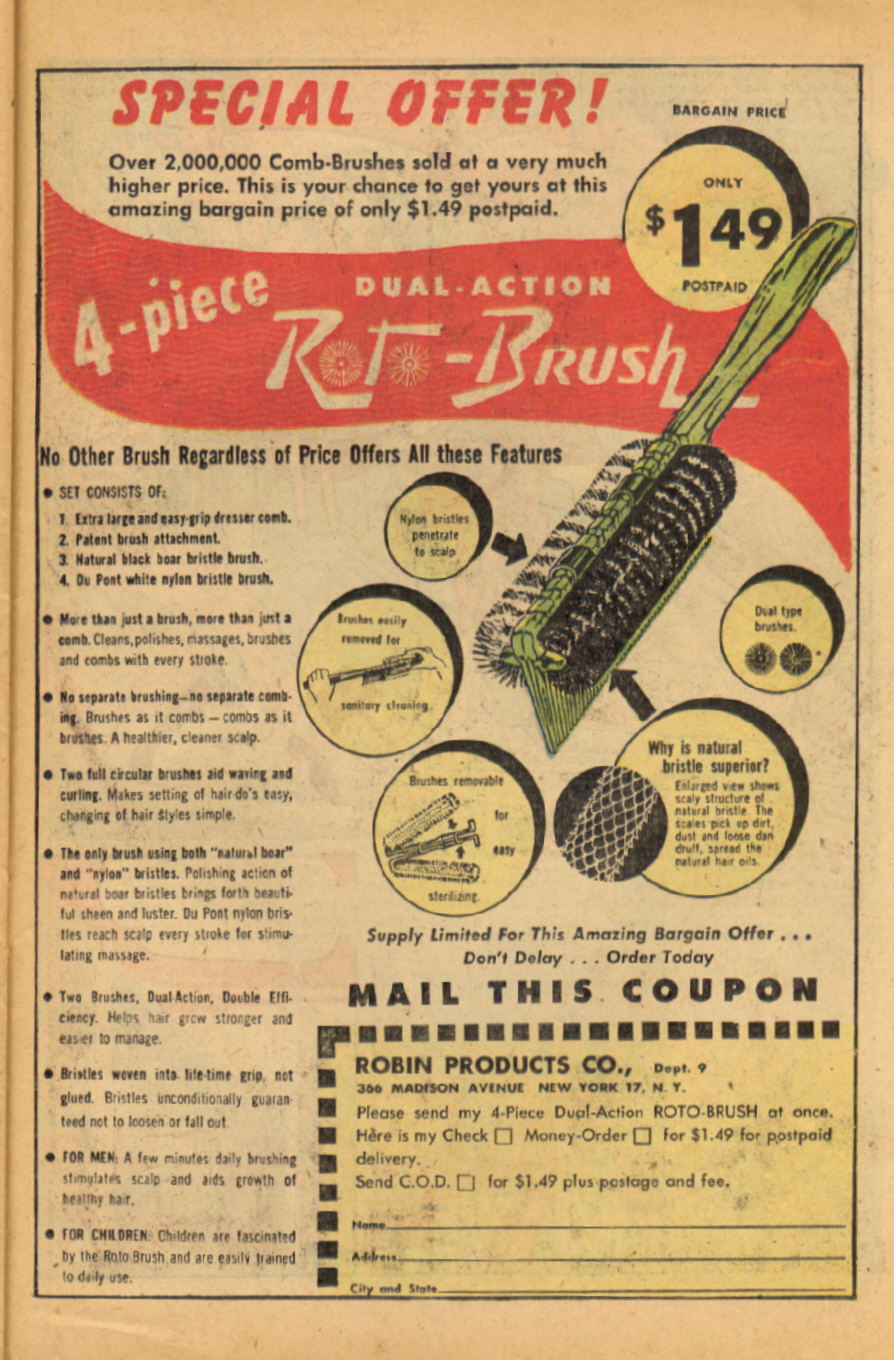 SPECIAL OFFER!
Over 2,000,000 Comb-Brushes sold at a very much
higher price. This is your chance to get yours at this
amazing bargain price of only $1.49 postpaid.
BARGAIN PRICE
ONLY
$149
POSTPAID
4-piece
DUAL-ACTION
ROTO-BRUSH
No Other Brush Regardless of Price Offers All these Features
● SET CONSISTS OF:
1. Extra large and easy-grip dresser comb.
2. Patent brush attachment.
3. Natural black boar bristle brush.
4. Du Pont white nylon bristle brush.
● More than just a brush, more than just a
comb. Cleans, polishes, massages, brushes
and combs with every stroke.
● No separate brushing—no separate comb-
ing. Brushes as it combs — combs as it
brushes. A healthier, cleaner scalp.
● Two full circular brushes aid waving and
curling. Makes setting of hair-do's easy,
changing of hair styles simple.
● The only brush using both "natural boar"
and "nylon" bristles. Polishing action of
natural boar bristles brings forth beauti-
ful sheen and luster. Du Pont nylon bris-
tles reach scalp every stroke for stimu-
lating massage.
● Two Brushes, Dual-Action, Double Effi-
ciency. Helps hair grow stronger and
easier to manage.
● Bristles woven into life-time grip, not
glued. Bristles unconditionally guaran-
teed not to loosen or fall out.
● FOR MEN: A few minutes daily brushing
stimulates scalp and aids growth of
healthy hair.
● FOR CHILDREN: Children are fascinated
by the Roto-Brush and are easily trained
to daily use.
Nylon bristles
penetrate
to scalp
Brushes easily
removed for
sanitary cleaning.
Dual type
brushes.
Brushes removable
for
easy
sterilizing.
Why is natural
bristle superior?
Enlarged view shows
scaly structure of
natural bristle. The
scales pick up dirt,
dust and loose dan
druff, spread the
natural hair oils.
Supply Limited For This Amazing Bargain Offer . . .
Don't Delay . . . Order Today
MAIL THIS COUPON
ROBIN PRODUCTS CO., Dept. 9
366 MADISON AVENUE NEW YORK 17, N. Y.
Please send my 4-Piece Dual-Action ROTO-BRUSH at once.
Here is my Check □ Money-Order □ for $1.49 for postpaid
delivery.
Send C.O.D. □ for $1.49 plus postage and fee.
Name
Address
City and State